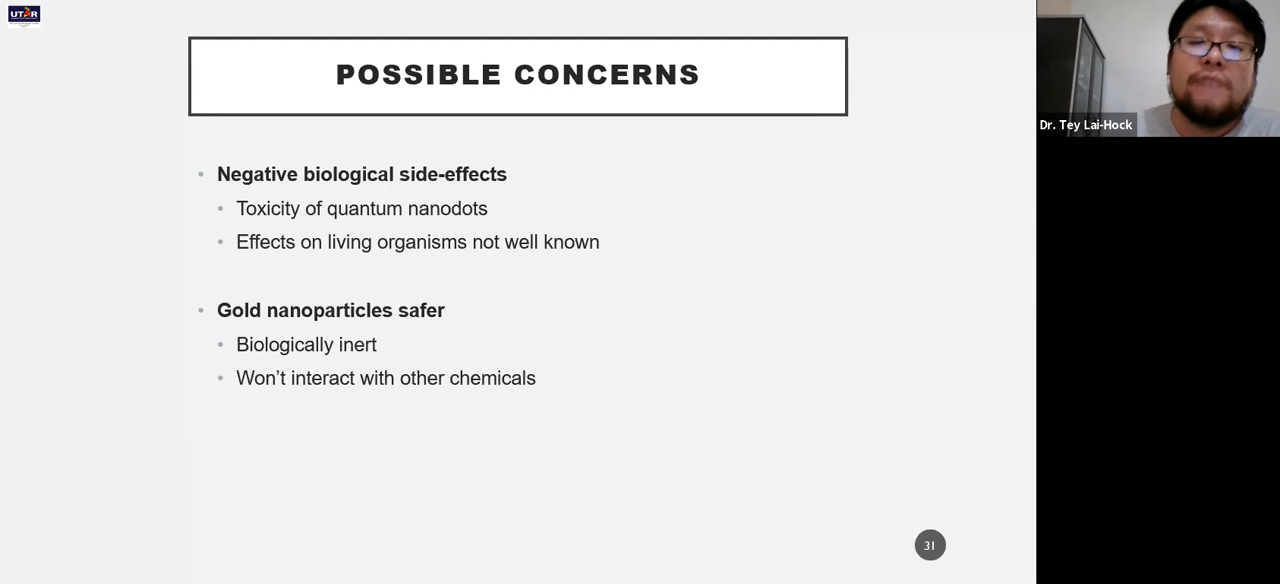 UTAR
POSSIBLE CONCERNS
Dr. Tey Lai-Hock
• Negative biological side-effects
• Toxicity of quantum nanodots
• Effects on living organisms not well known
• Gold nanoparticles safer
• Biologically inert
• Won’t interact with other chemicals
31